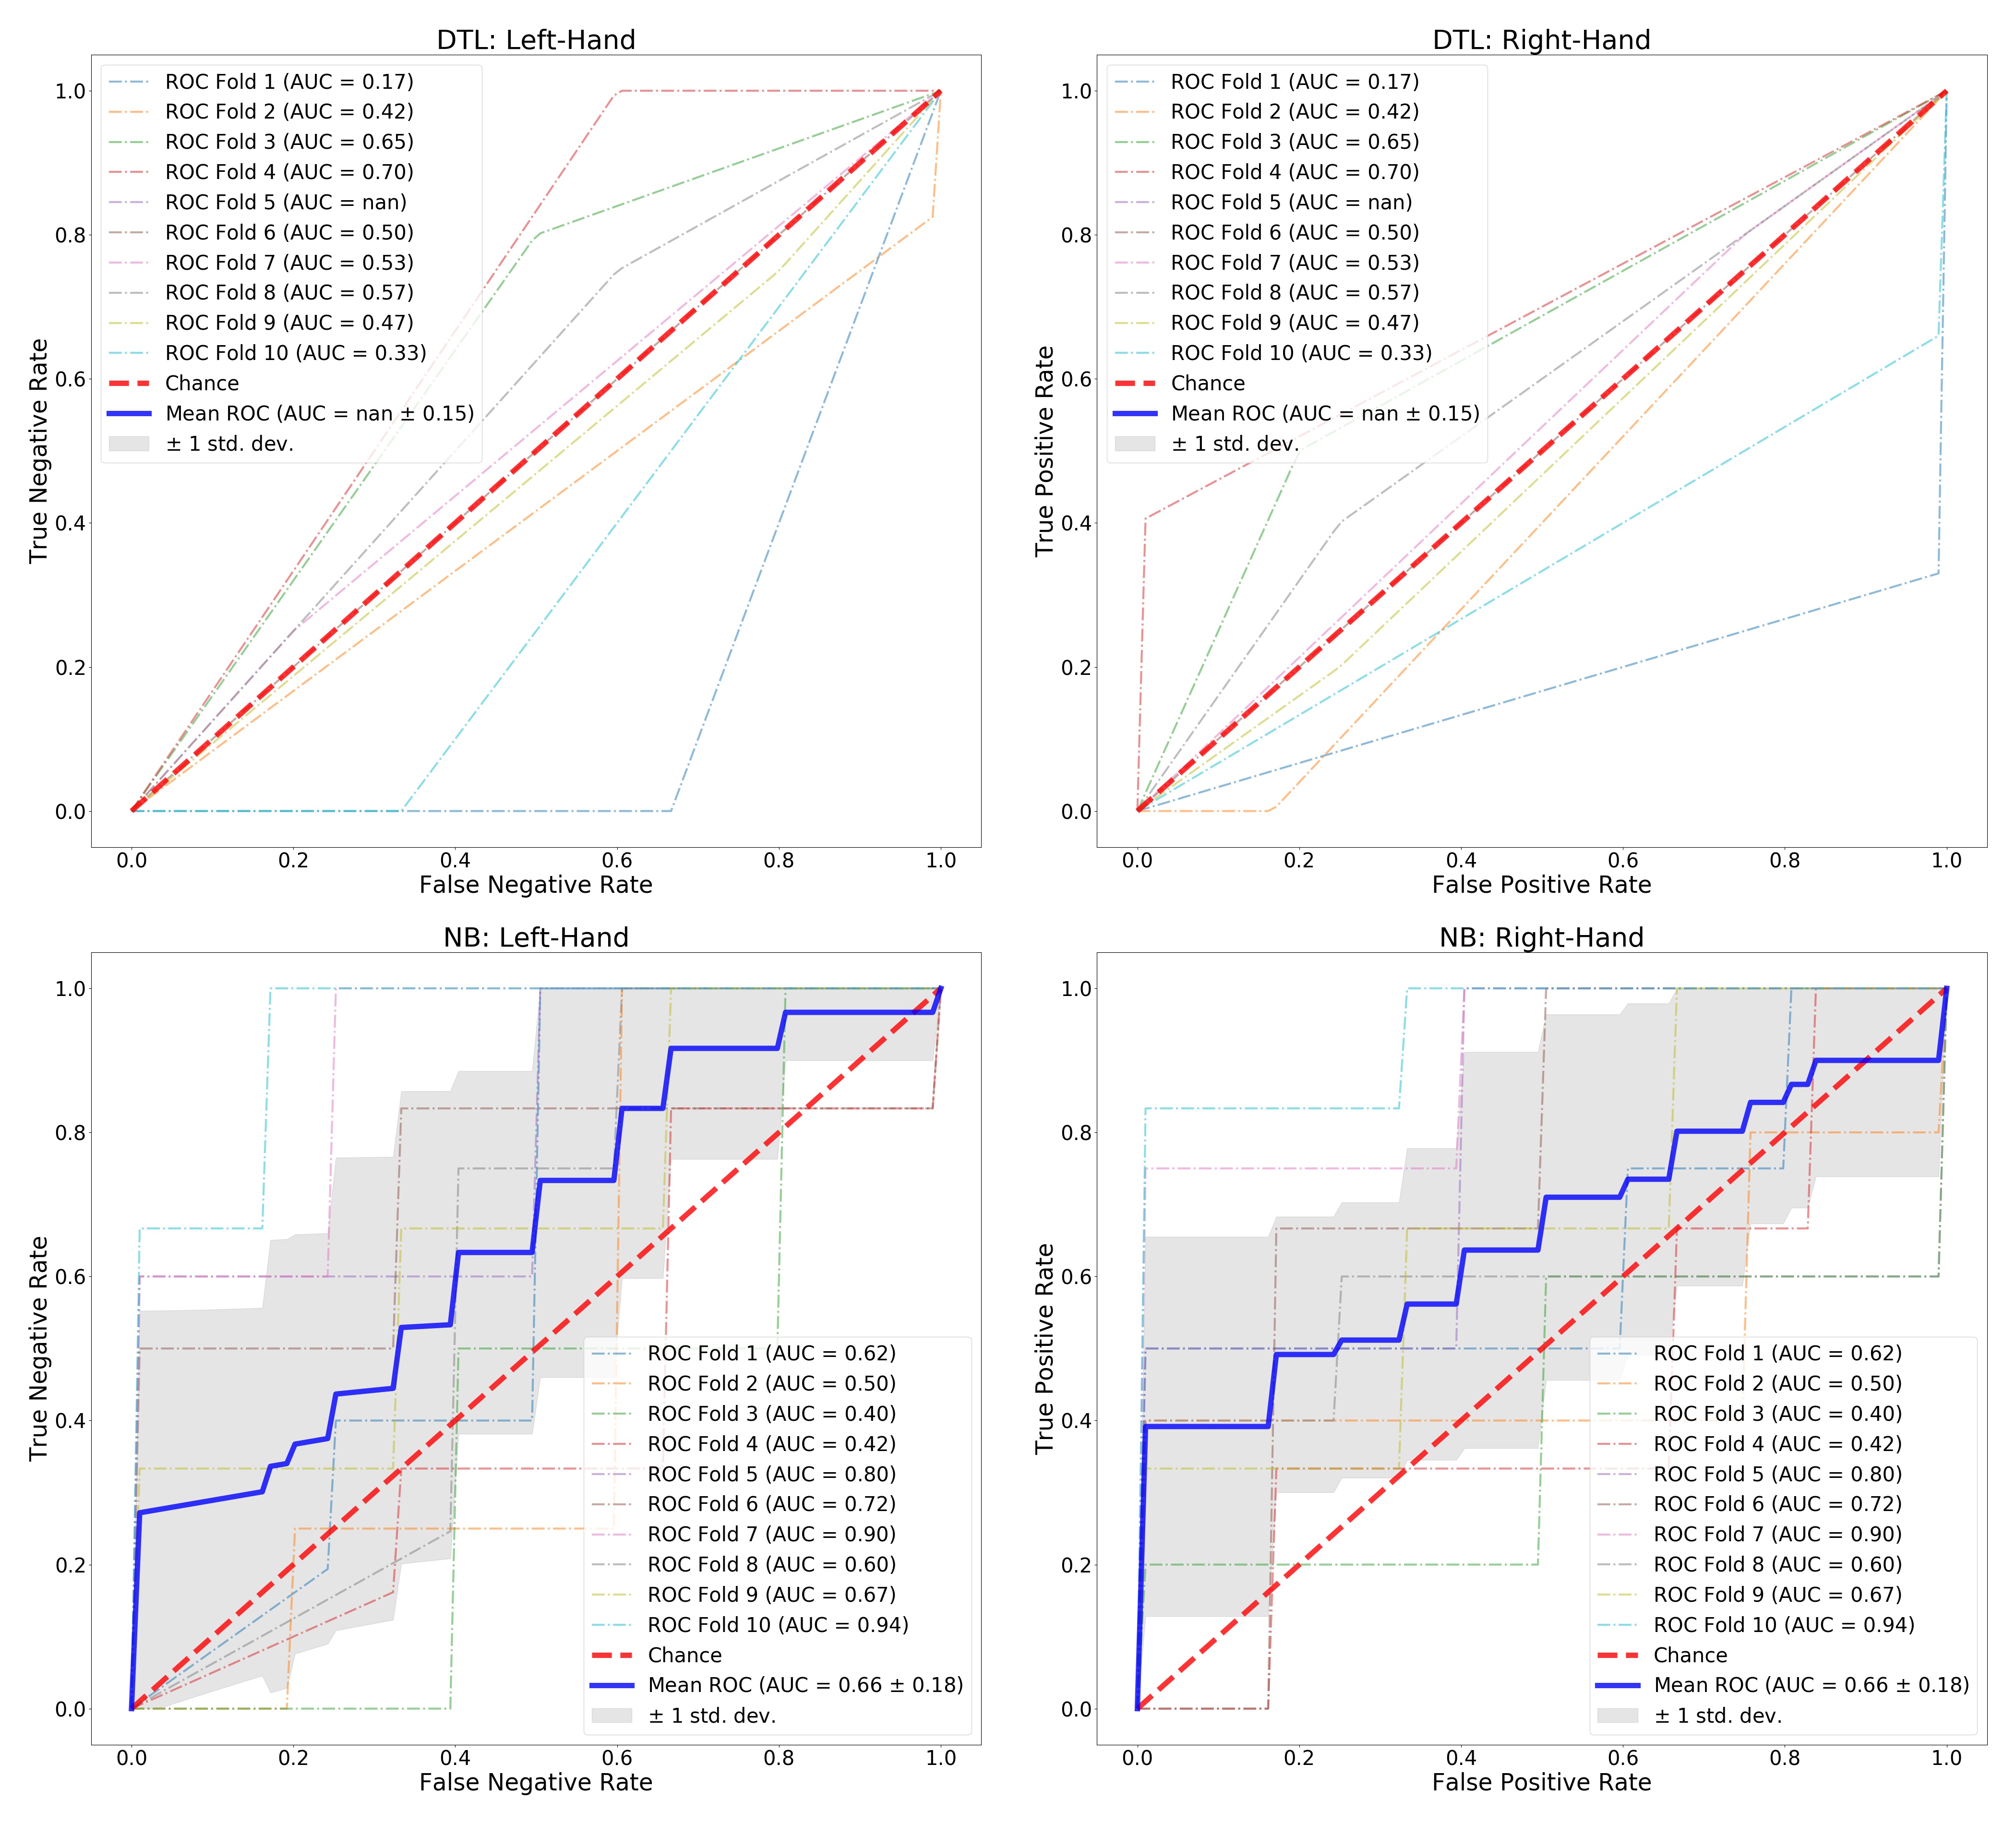 DTL: Left-Hand
True Negative Rate
1.0
0.8
0.6
0.4
0.2
0.0
ROC Fold 1 (AUC = 0.17)
ROC Fold 2 (AUC = 0.42)
ROC Fold 3 (AUC = 0.65)
ROC Fold 4 (AUC = 0.70)
ROC Fold 5 (AUC = nan)
ROC Fold 6 (AUC = 0.50)
ROC Fold 7 (AUC = 0.53)
ROC Fold 8 (AUC = 0.57)
ROC Fold 9 (AUC = 0.47)
ROC Fold 10 (AUC = 0.33)
Chance
Mean ROC (AUC = nan ± 0.15)
± 1 std. dev.
0.0 0.2 0.4 0.6 0.8 1.0
False Negative Rate
DTL: Right-Hand
True Positive Rate
1.0
0.8
0.6
0.4
0.2
0.0
ROC Fold 1 (AUC = 0.17)
ROC Fold 2 (AUC = 0.42)
ROC Fold 3 (AUC = 0.65)
ROC Fold 4 (AUC = 0.70)
ROC Fold 5 (AUC = nan)
ROC Fold 6 (AUC = 0.50)
ROC Fold 7 (AUC = 0.53)
ROC Fold 8 (AUC = 0.57)
ROC Fold 9 (AUC = 0.47)
ROC Fold 10 (AUC = 0.33)
Chance
Mean ROC (AUC = nan ± 0.15)
± 1 std. dev.
0.0 0.2 0.4 0.6 0.8 1.0
False Positive Rate
NB: Left-Hand
True Negative Rate
1.0
0.8
0.6
0.4
0.2
0.0
ROC Fold 1 (AUC = 0.62)
ROC Fold 2 (AUC = 0.50)
ROC Fold 3 (AUC = 0.40)
ROC Fold 4 (AUC = 0.42)
ROC Fold 5 (AUC = 0.80)
ROC Fold 6 (AUC = 0.72)
ROC Fold 7 (AUC = 0.90)
ROC Fold 8 (AUC = 0.60)
ROC Fold 9 (AUC = 0.67)
ROC Fold 10 (AUC = 0.94)
Chance
Mean ROC (AUC = 0.66 ± 0.18)
± 1 std. dev.
0.0 0.2 0.4 0.6 0.8 1.0
False Negative Rate
NB: Right-Hand
True Positive Rate
1.0
0.8
0.6
0.4
0.2
0.0
ROC Fold 1 (AUC = 0.62)
ROC Fold 2 (AUC = 0.50)
ROC Fold 3 (AUC = 0.40)
ROC Fold 4 (AUC = 0.42)
ROC Fold 5 (AUC = 0.80)
ROC Fold 6 (AUC = 0.72)
ROC Fold 7 (AUC = 0.90)
ROC Fold 8 (AUC = 0.60)
ROC Fold 9 (AUC = 0.67)
ROC Fold 10 (AUC = 0.94)
Chance
Mean ROC (AUC = 0.66 ± 0.18)
± 1 std. dev.
0.0 0.2 0.4 0.6 0.8 1.0
False Positive Rate